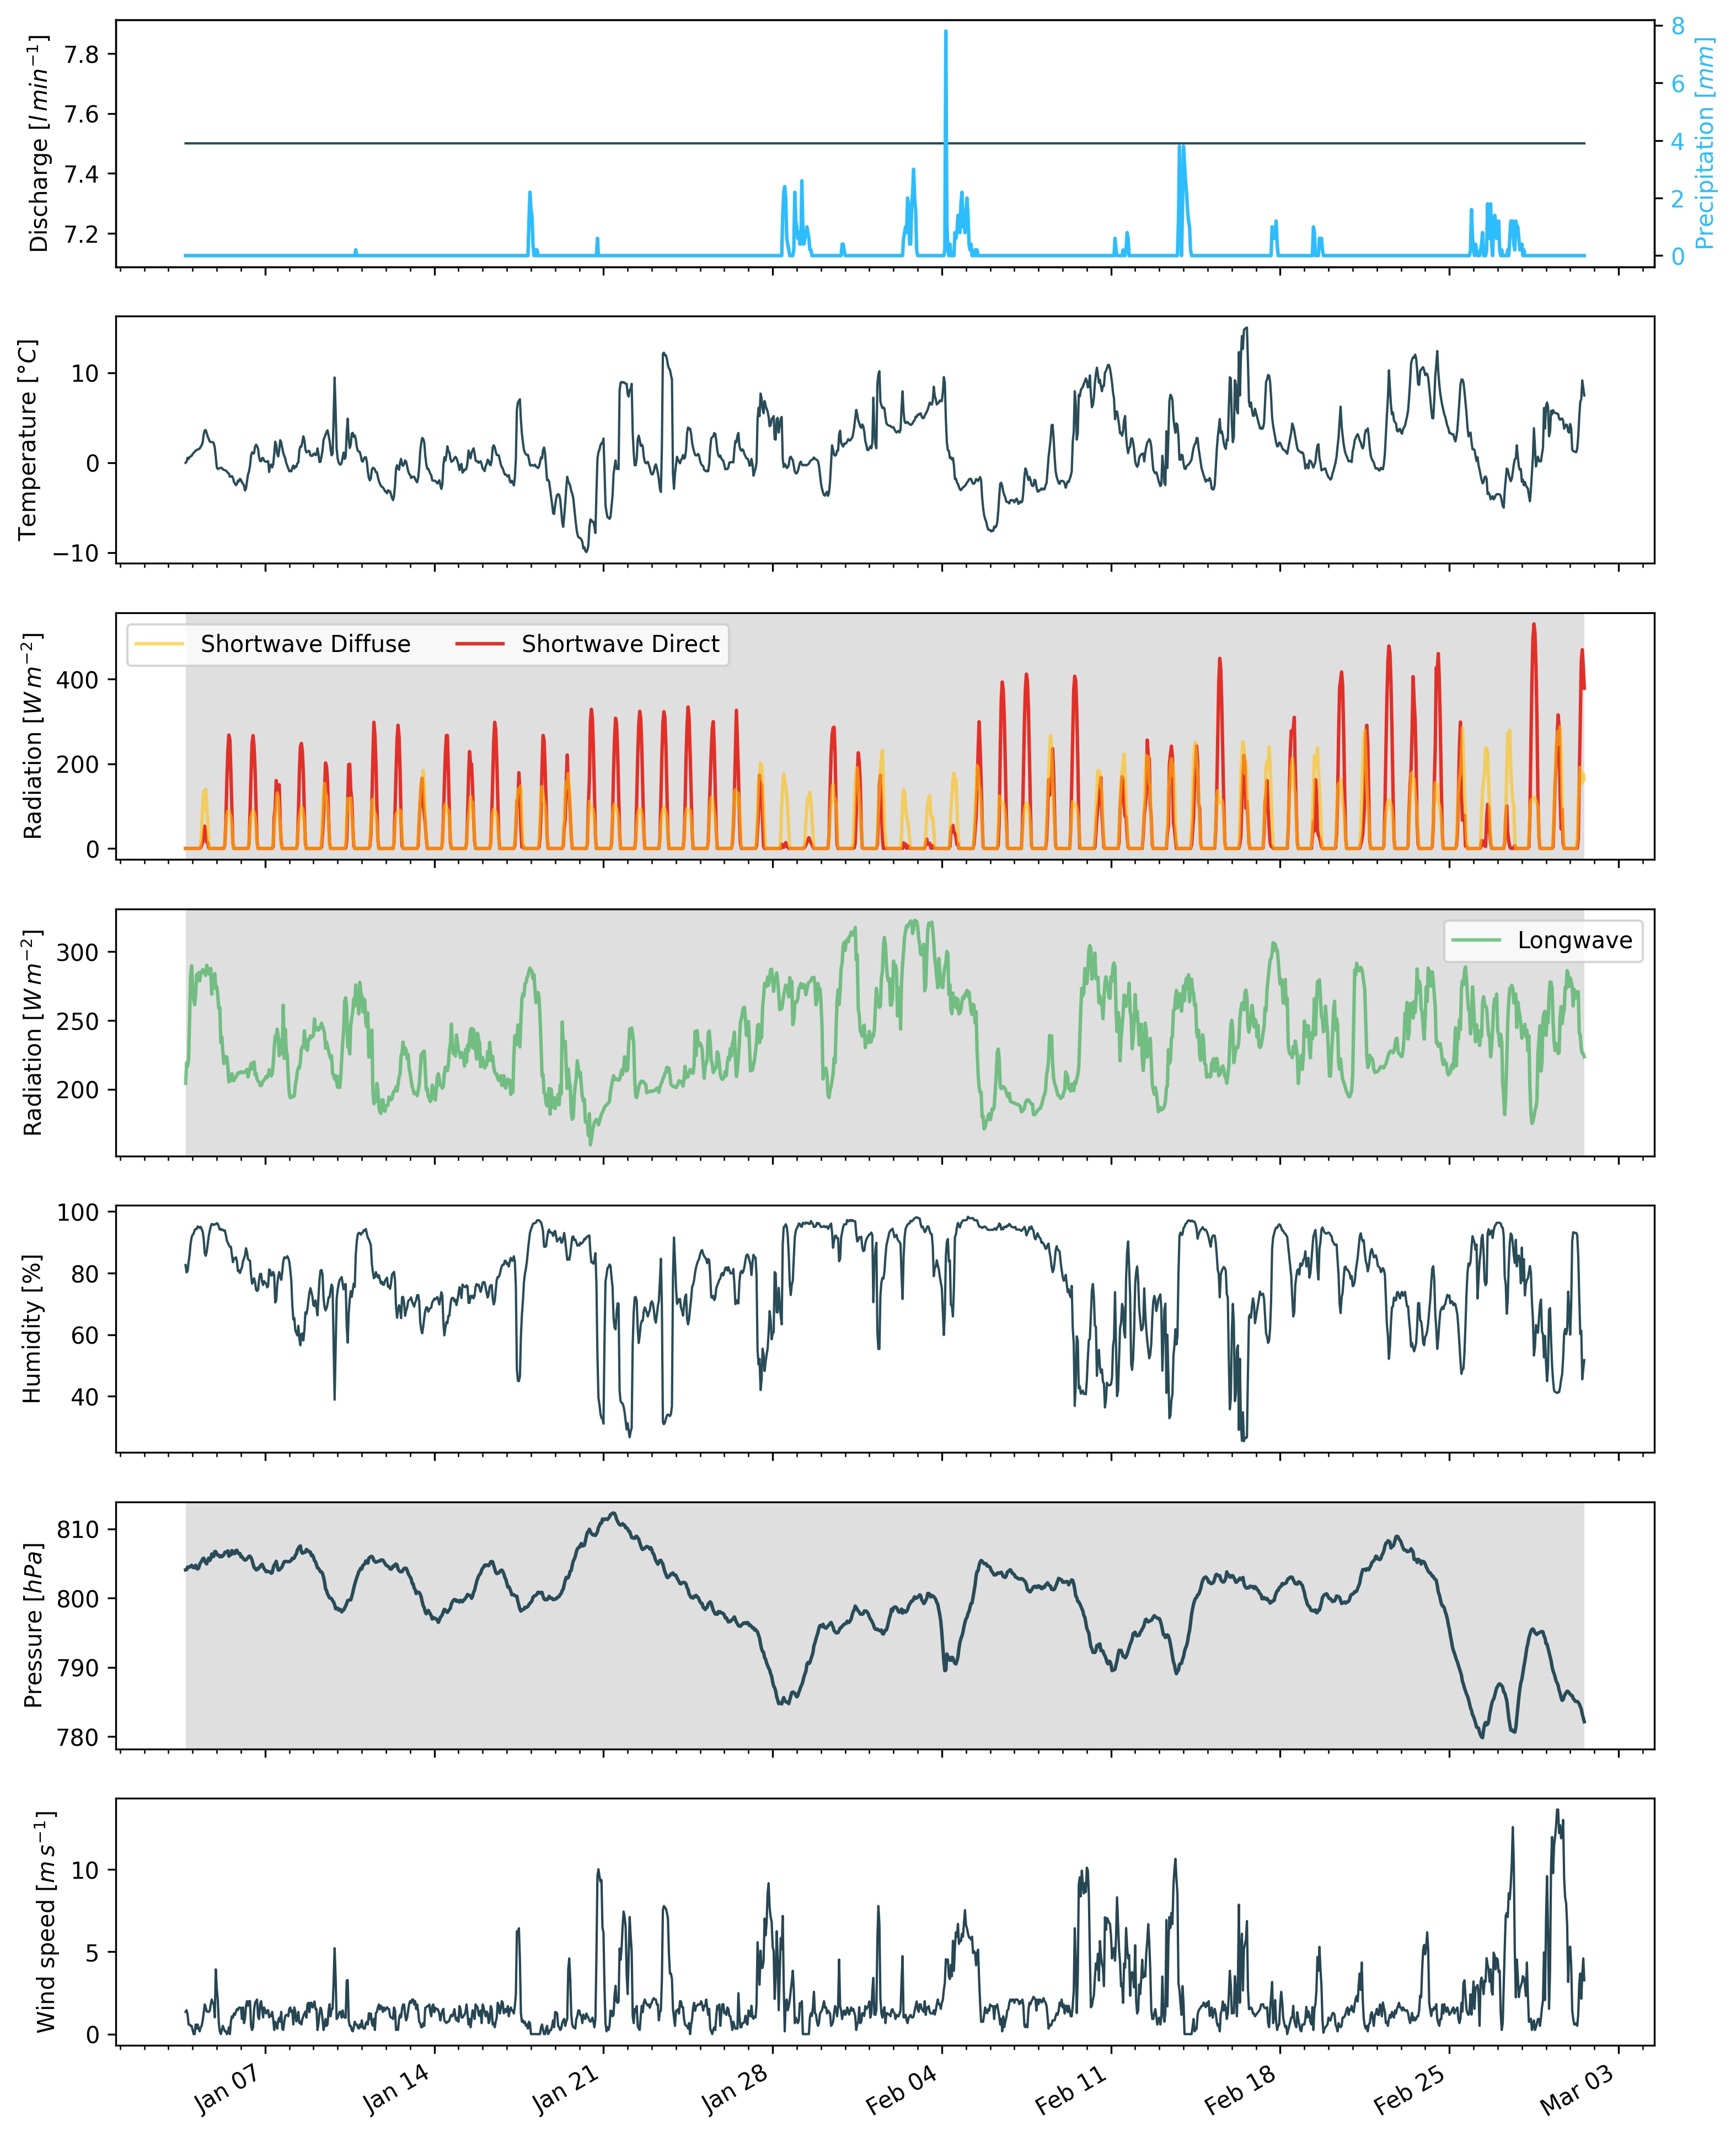 Discharge [l min⁻¹]
7.8
7.6
7.4
7.2
8
6
4
2
0
Precipitation [mm]
Temperature [°C]
10
0
−10
Radiation [W m⁻²]
400
200
0
Shortwave Diffuse
Shortwave Direct
Radiation [W m⁻²]
300
250
200
Longwave
Humidity [%]
100
80
60
40
Pressure [hPa]
810
800
790
780
Wind speed [m s⁻¹]
10
5
0
Jan 07
Jan 14
Jan 21
Jan 28
Feb 04
Feb 11
Feb 18
Feb 25
Mar 03